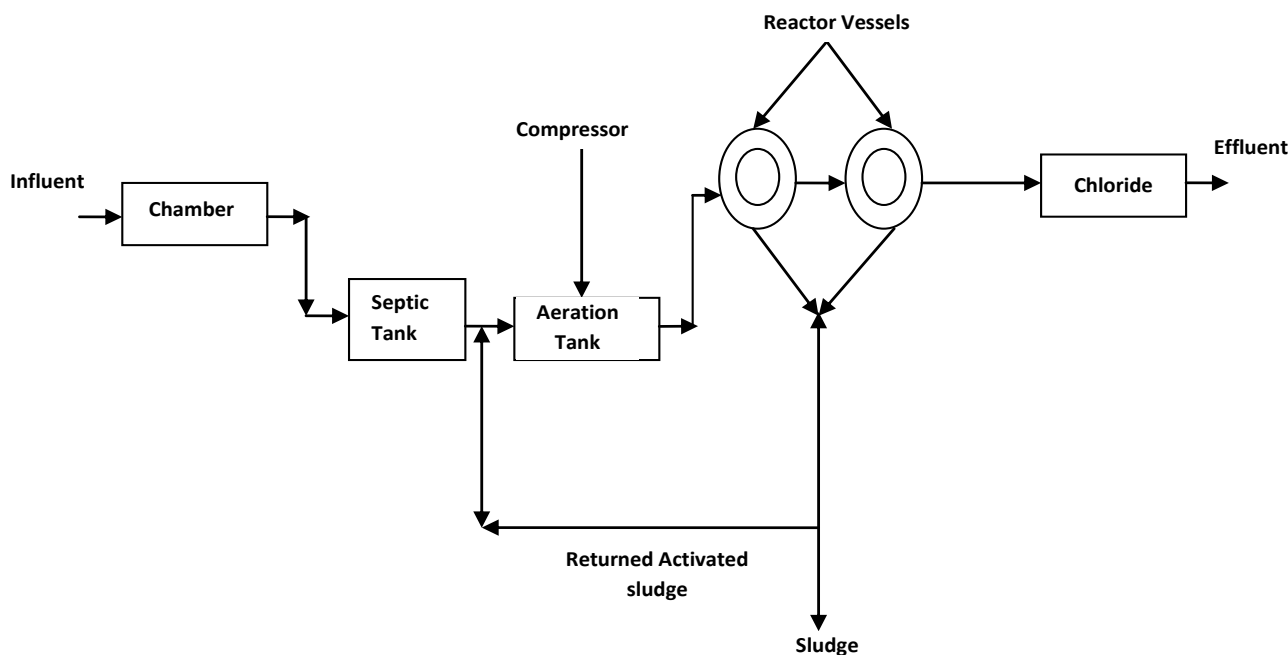 Reactor Vessels
Compressor
Effluent
Influent
Chloride
Chamber
Septic
Tank
Aeration
Tank
Returned Activated
sludge
Sludge